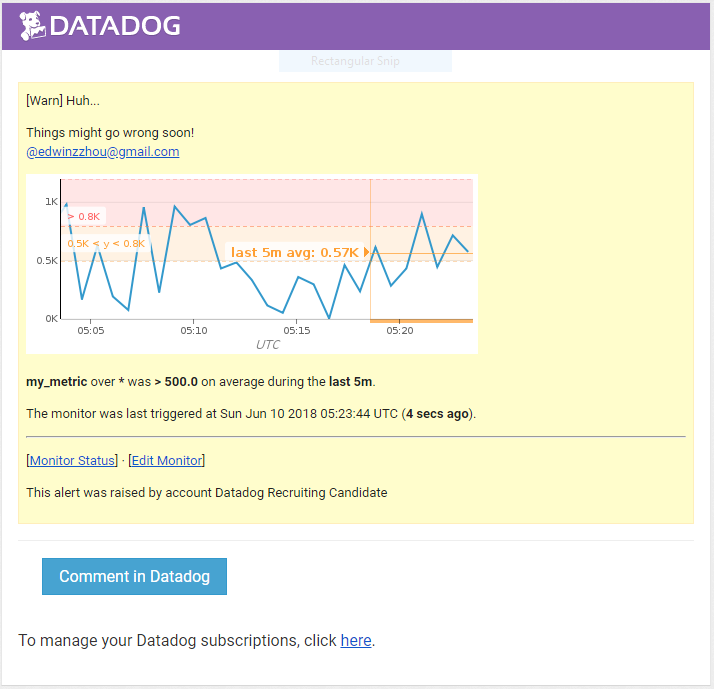 DATADOG
Rectangular Snip
[Warn] Huh...
Things might go wrong soon!
@edwinzzhou@gmail.com
1K
> 0.8K
0.5K < y < 0.8K
last 5m avg: 0.57K
0.5K
0K
05:05 05:10 05:15 05:20
UTC
my_metric over * was > 500.0 on average during the last 5m.
The monitor was last triggered at Sun Jun 10 2018 05:23:44 UTC (4 secs ago).
[Monitor Status] · [Edit Monitor]
This alert was raised by account Datadog Recruiting Candidate
Comment in Datadog
To manage your Datadog subscriptions, click here.